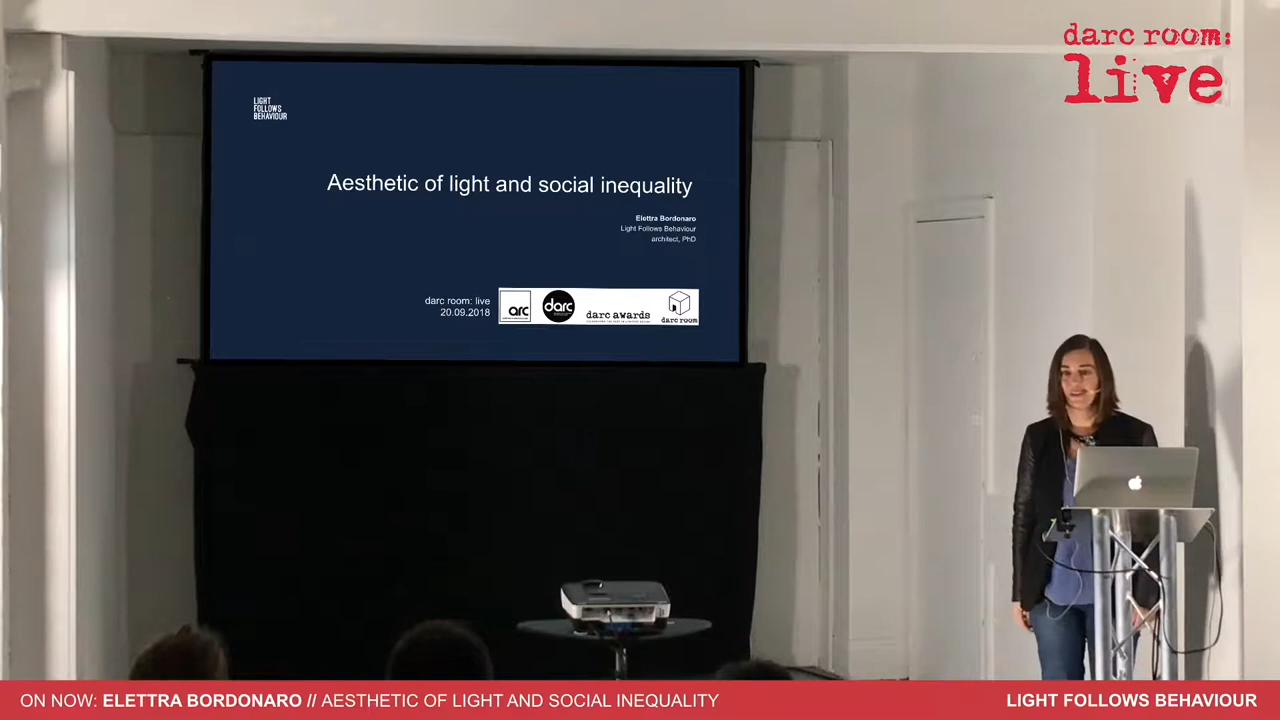 darc room:
live
LIGHT
FOLLOWS
BEHAVIOUR
Aesthetic of light and social inequality
Elettra Bordonaro
Light Follows Behaviour
architect, PhD
darc room: live
20.09.2018
arc
darc
darc awards
darc room
ON NOW: ELETTRA BORDONARO // AESTHETIC OF LIGHT AND SOCIAL INEQUALITY
LIGHT FOLLOWS BEHAVIOUR